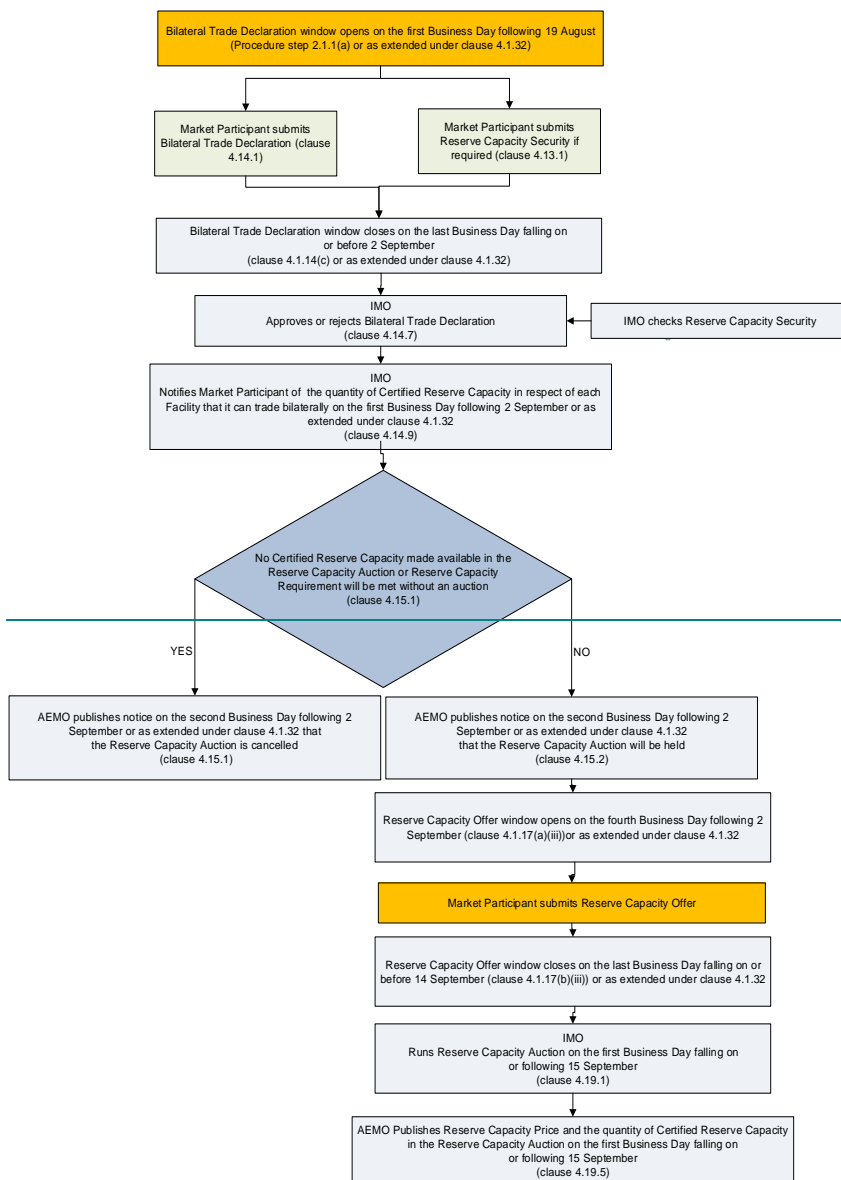 Bilateral Trade Declaration window opens on the first Business Day following 19 August
(Procedure step 2.1.1(a) or as extended under clause 4.1.32)
Market Participant submits
Bilateral Trade Declaration (clause
4.14.1)
Market Participant submits
Reserve Capacity Security if
required (clause 4.13.1)
Bilateral Trade Declaration window closes on the last Business Day falling on
or before 2 September
(clause 4.1.14(c) or as extended under clause 4.1.32)
IMO
Approves or rejects Bilateral Trade Declaration
(clause 4.14.7)
IMO checks Reserve Capacity Security
IMO
Notifies Market Participant of the quantity of Certified Reserve Capacity in respect of each
Facility that it can trade bilaterally on the first Business Day following 2 September or as
extended under clause 4.1.32
(clause 4.14.9)
No Certified Reserve Capacity made available in the
Reserve Capacity Auction or Reserve Capacity
Requirement will be met without an auction
(clause 4.15.1)
YES
NO
AEMO publishes notice on the second Business Day following 2
September or as extended under clause 4.1.32 that
the Reserve Capacity Auction is cancelled
(clause 4.15.1)
AEMO publishes notice on the second Business Day following 2
September or as extended under clause 4.1.32
that the Reserve Capacity Auction will be held
(clause 4.15.2)
Reserve Capacity Offer window opens on the fourth Business Day following 2
September (clause 4.1.17(a)(iii))or as extended under clause 4.1.32
Market Participant submits Reserve Capacity Offer
Reserve Capacity Offer window closes on the last Business Day falling on or
before 14 September (clause 4.1.17(b)(iii)) or as extended under clause 4.1.32
IMO
Runs Reserve Capacity Auction on the first Business Day falling on
or following 15 September
(clause 4.19.1)
AEMO Publishes Reserve Capacity Price and the quantity of Certified Reserve Capacity
in the Reserve Capacity Auction on the first Business Day falling on
or following 15 September
(clause 4.19.5)